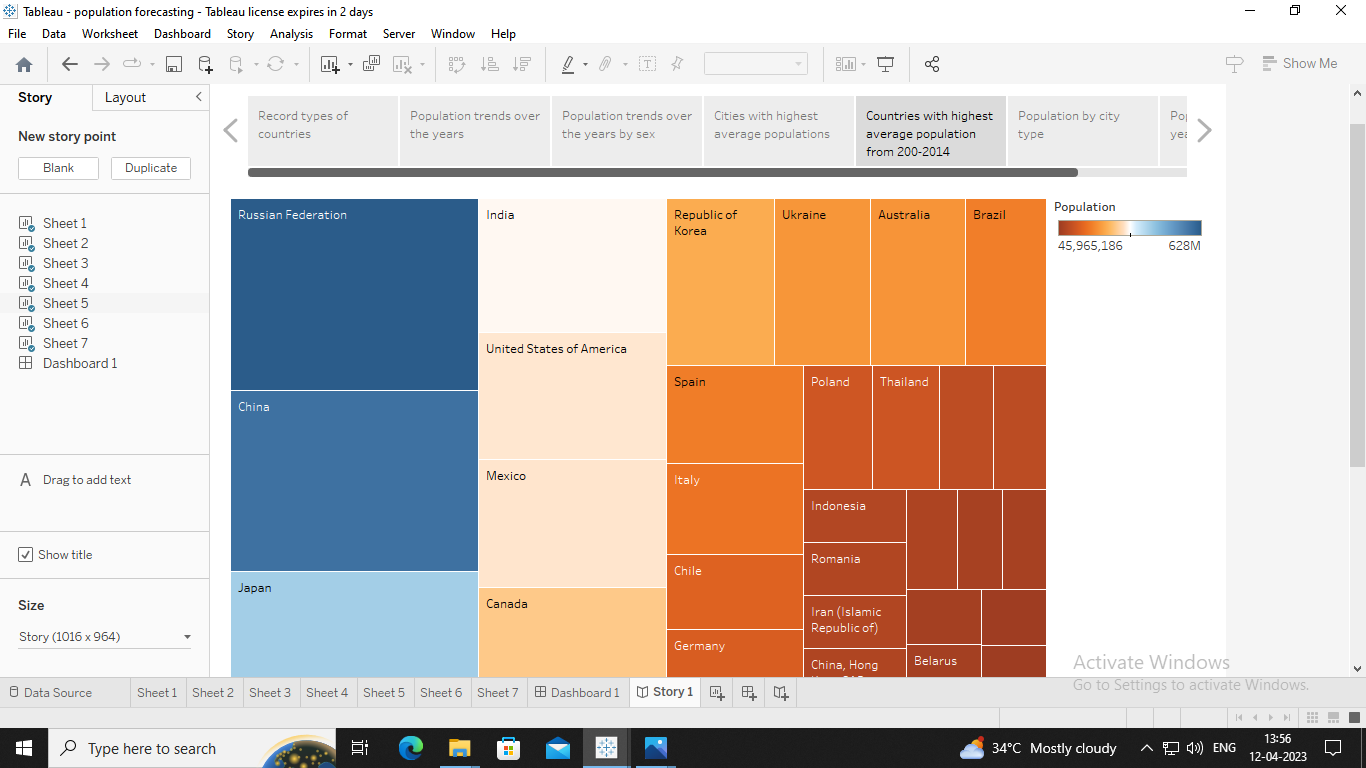 Tableau - population forecasting - Tableau license expires in 2 days
File Data Worksheet Dashboard Story Analysis Format Server Window Help
Show Me
Story Layout
New story point
Blank Duplicate
Sheet 1
Sheet 2
Sheet 3
Sheet 4
Sheet 5
Sheet 6
Sheet 7
Dashboard 1
A Drag to add text
Show title
Size
Story (1016 x 964)
Record types of
countries
Population trends over
the years
Population trends over
the years by sex
Cities with highest
average populations
Countries with highest
average population
from 200-2014
Population by city
type
Russian Federation
China
Japan
India
United States of America
Mexico
Canada
Republic of
Korea
Ukraine
Australia
Brazil
Spain
Italy
Chile
Germany
Poland
Thailand
Indonesia
Romania
Iran (Islamic
Republic of)
China, Hong
Belarus
Population
45,965,186 628M
Activate Windows
Go to Settings to activate Windows.
Data Source Sheet 1 Sheet 2 Sheet 3 Sheet 4 Sheet 5 Sheet 6 Sheet 7 Dashboard 1 Story 1
Type here to search
34°C Mostly cloudy
ENG
13:56
12-04-2023